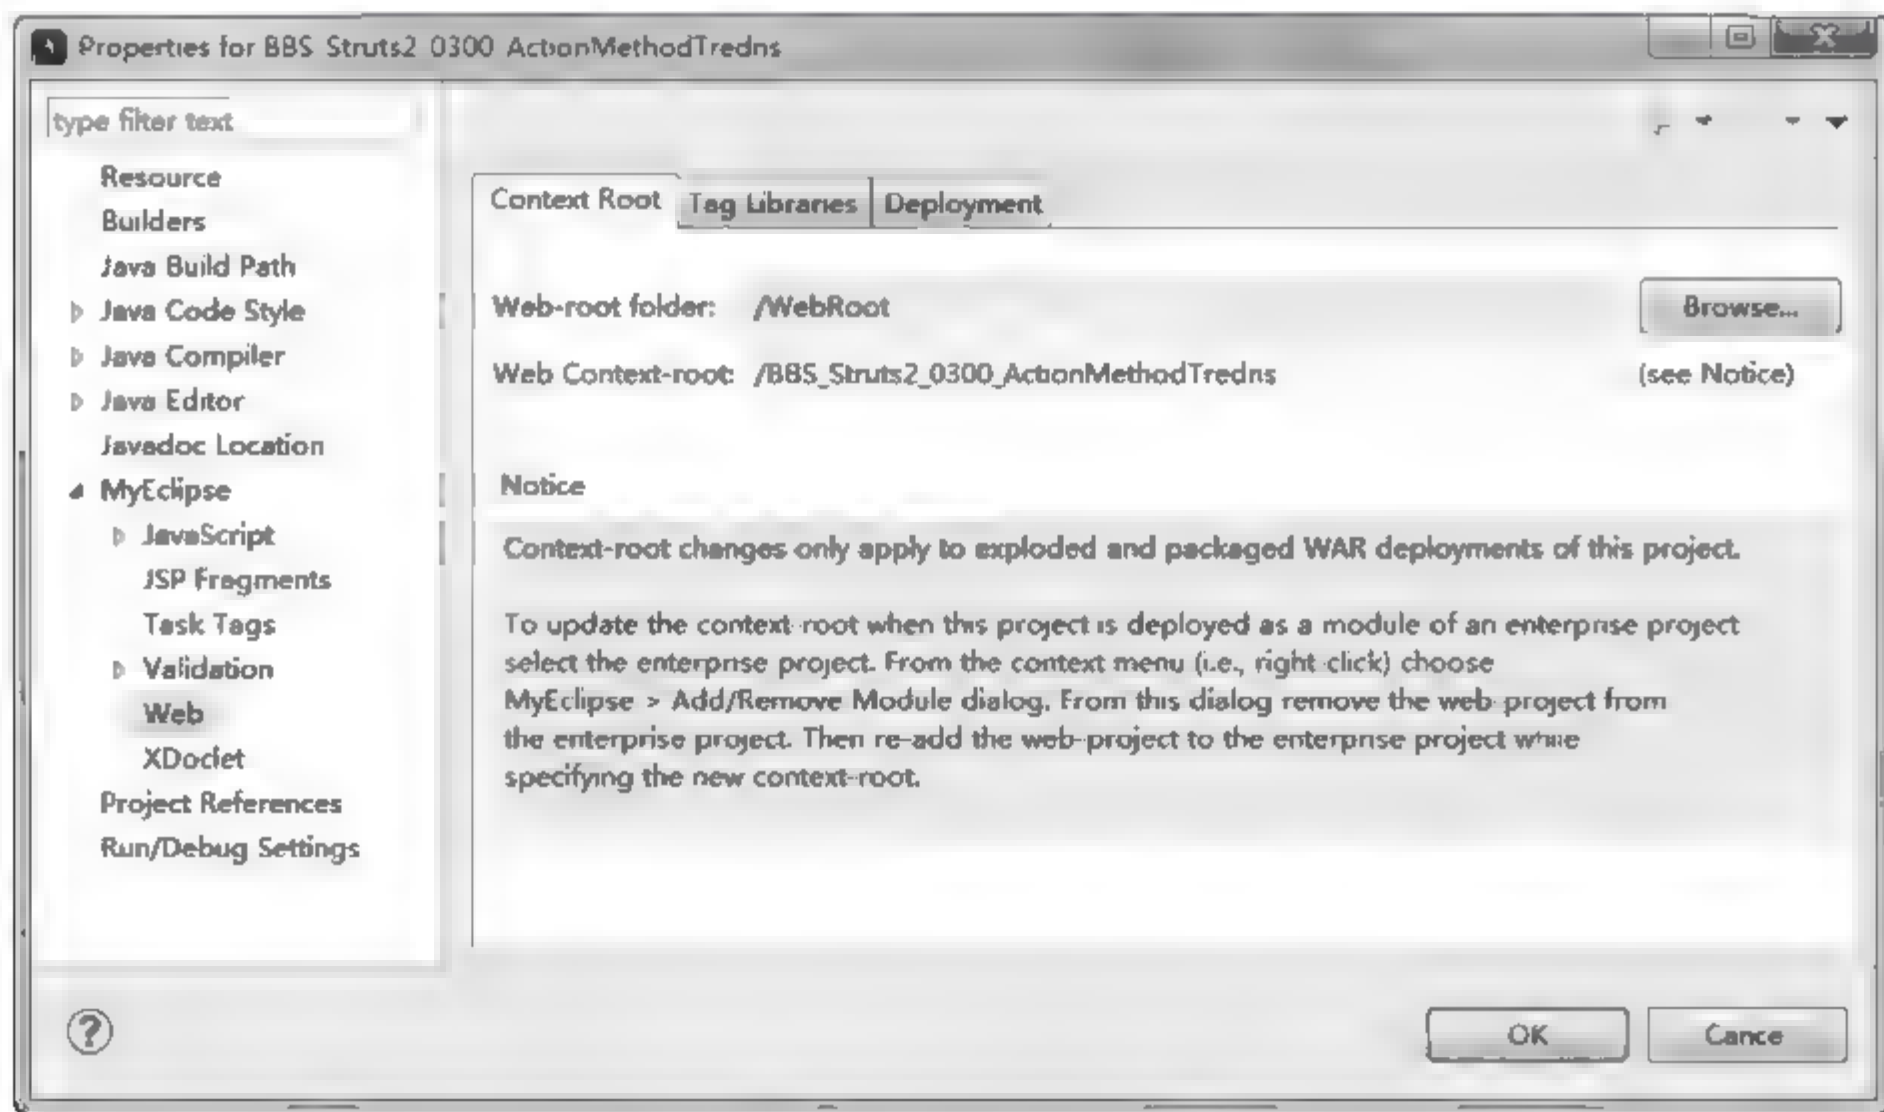 Properties for BBS_Struts2_0300_ActionMethodTredns
type filter text
Resource
Builders
Java Build Path
Java Code Style
Java Compiler
Java Editor
Javadoc Location
MyEclipse
JavaScript
JSP Fragments
Task Tags
Validation
Web
XDoclet
Project References
Run/Debug Settings
Context Root Tag Libraries Deployment
Web-root folder: /WebRoot Browse...
Web Context-root: /BBS_Struts2_0300_ActionMethodTredns (see Notice)
Notice
Context-root changes only apply to exploded and packaged WAR deployments of this project.
To update the context-root when this project is deployed as a module of an enterprise project
select the enterprise project. From the context menu (i.e., right-click) choose
MyEclipse > Add/Remove Module dialog. From this dialog remove the web-project from
the enterprise project. Then re-add the web-project to the enterprise project while
specifying the new context-root.
? OK Cancel